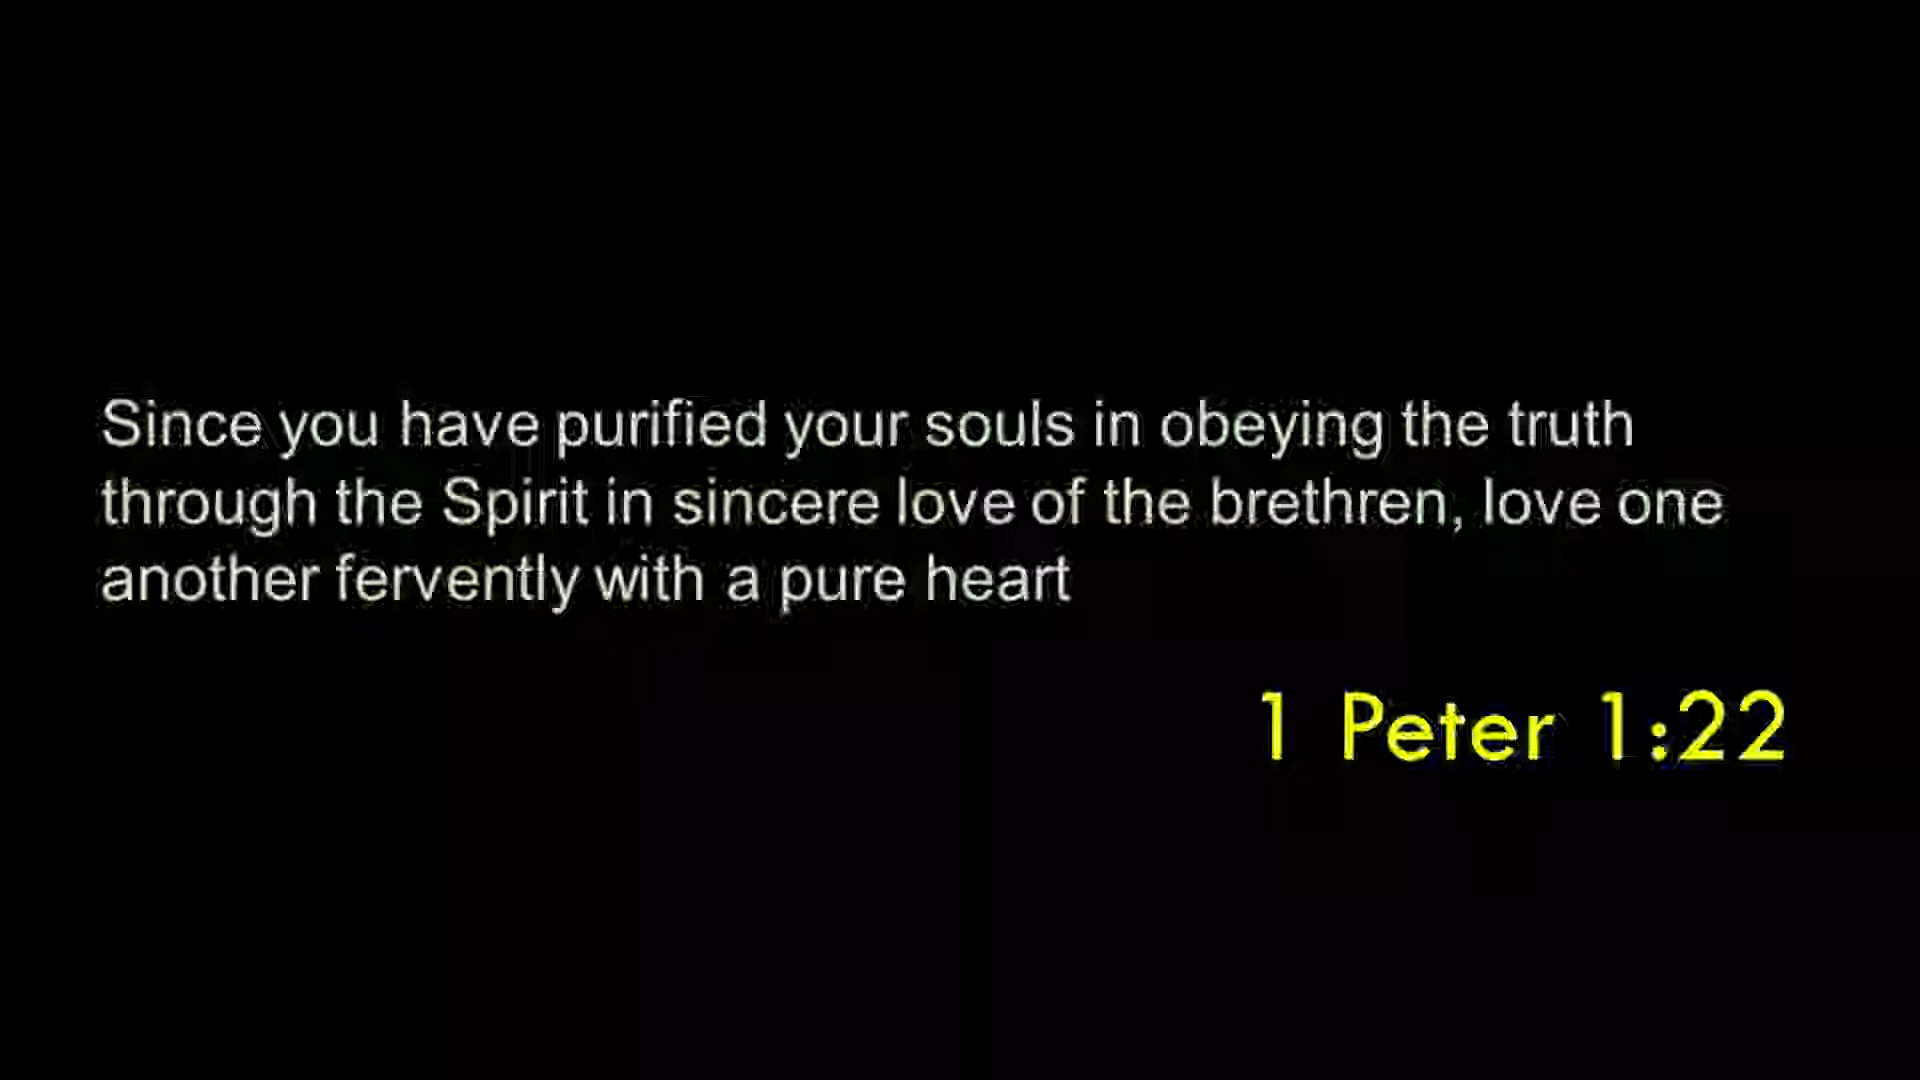 Since you have purified your souls in obeying the truth
through the Spirit in sincere love of the brethren, love one
another fervently with a pure heart
1 Peter 1:22